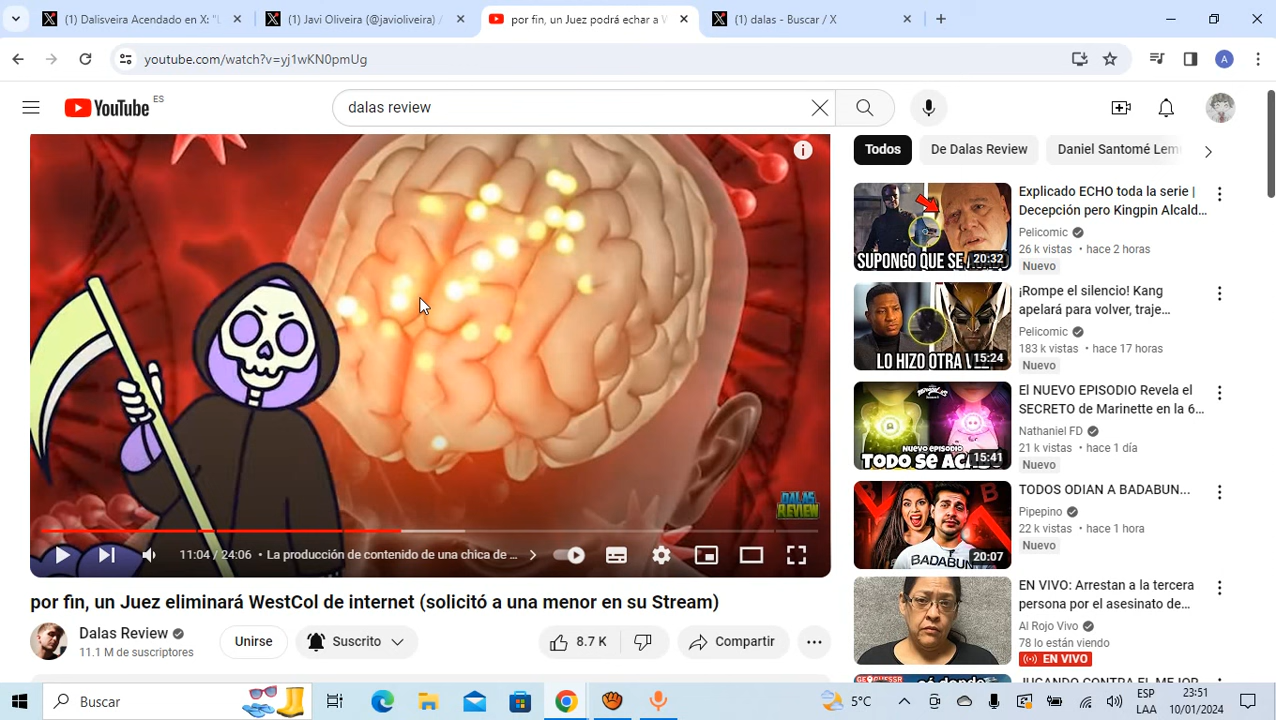 (1) Dalisveira Acendado en X: "L
(1) Javi Oliveira (@javioliveira) /
por fin, un Juez podrá echar a W
(1) dalas - Buscar / X
youtube.com/watch?v=yj1wKN0pmUg
A
YouTube ES
dalas review
Todos
De Dalas Review
Daniel Santomé Lem
DALAS
REVIEW
11:04 / 24:06 • La producción de contenido de una chica de ...
por fin, un Juez eliminará WestCol de internet (solicitó a una menor en su Stream)
Dalas Review
11.1 M de suscriptores
Unirse
Suscrito
8.7 K
Compartir
SUPONGO QUE SE
20:32
Explicado ECHO toda la serie |
Decepción pero Kingpin Alcald...
Pelicomic
26 k vistas • hace 2 horas
Nuevo
LO HIZO OTRA VEZ
15:24
¡Rompe el silencio! Kang
apelará para volver, traje...
Pelicomic
183 k vistas • hace 17 horas
Nuevo
NUEVO EPISODIO
TODO SE ACA
15:41
El NUEVO EPISODIO Revela el
SECRETO de Marinette en la 6...
Nathaniel FD
21 k vistas • hace 1 día
Nuevo
BADABUN
20:07
TODOS ODIAN A BADABUN...
Pipepino
22 k vistas • hace 1 hora
Nuevo
EN VIVO: Arrestan a la tercera
persona por el asesinato de...
Al Rojo Vivo
78 lo están viendo
EN VIVO
JUGANDO CONTRA EL MEJOR
Buscar
5°C
ESP
LAA
23:51
10/01/2024